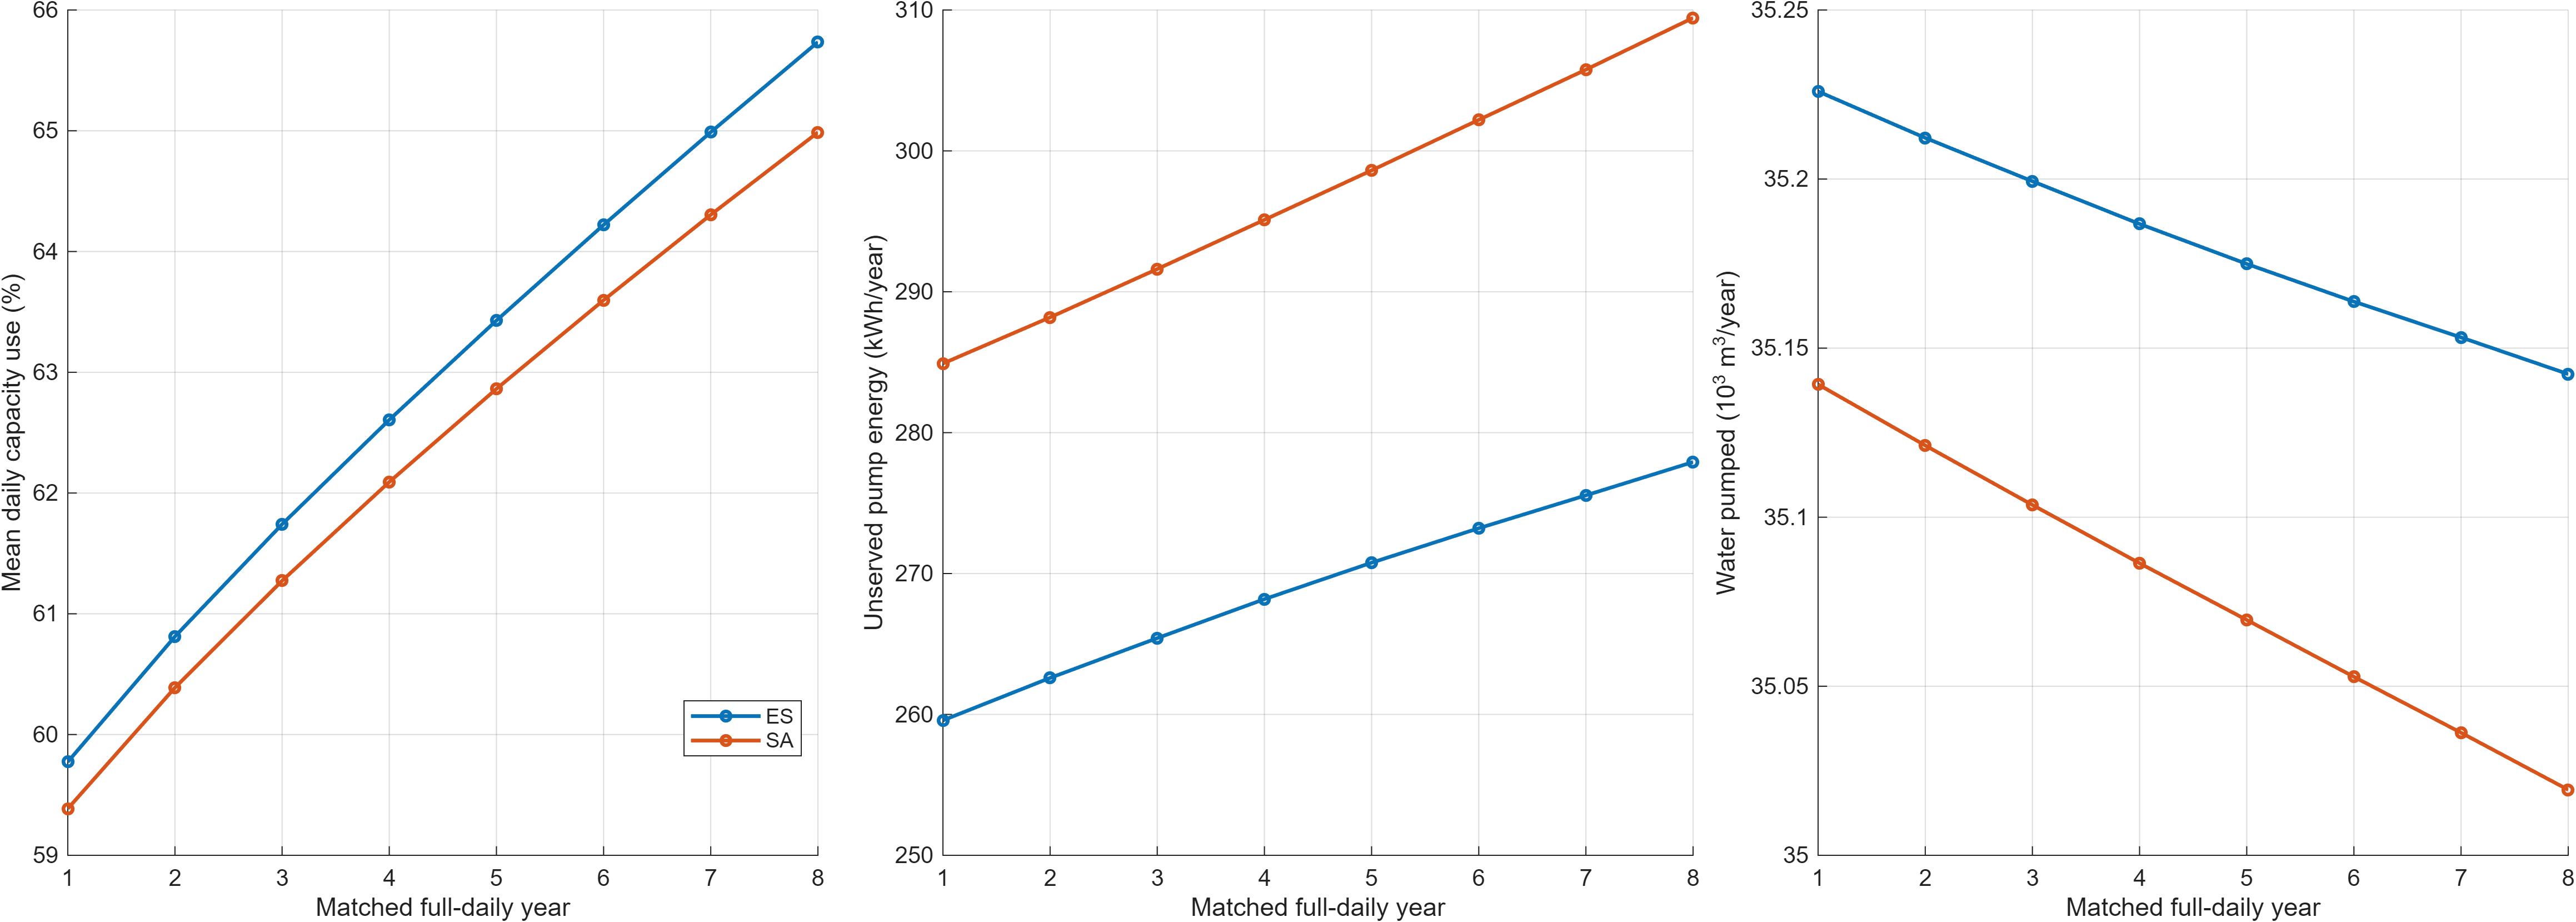 Mean daily capacity use (%)
66
65
64
63
62
61
60
59
1 2 3 4 5 6 7 8
Matched full-daily year
ES
SA
Unserved pump energy (kWh/year)
310
300
290
280
270
260
250
1 2 3 4 5 6 7 8
Matched full-daily year
Water pumped (10³ m³/year)
35.25
35.2
35.15
35.1
35.05
35
1 2 3 4 5 6 7 8
Matched full-daily year